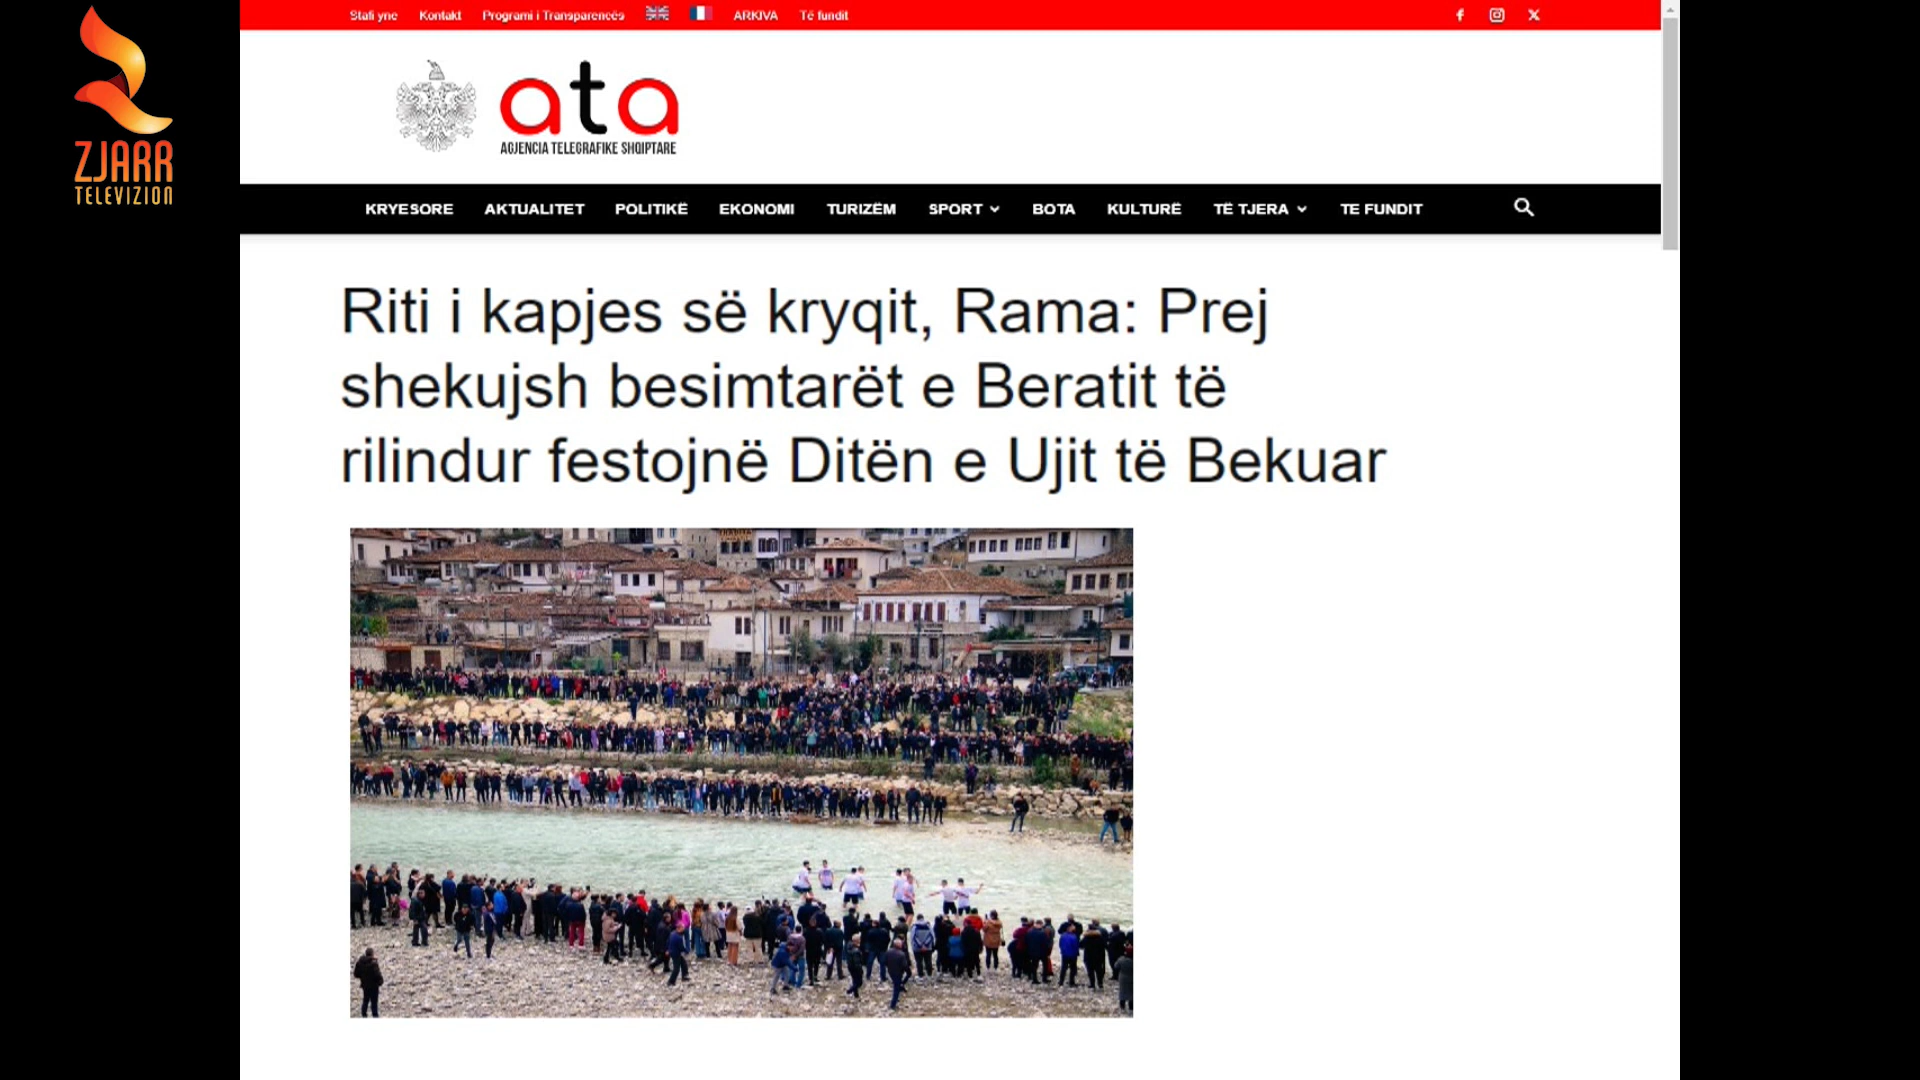 ZJARR
TELEVIZION
Stafi yne Kontakt Programi i Transparencës ARKIVA Të fundit
ata
AGJENCIA TELEGRAFIKE SHQIPTARE
KRYESORE AKTUALITET POLITIKË EKONOMI TURIZËM SPORT BOTA KULTURË TË TJERA TE FUNDIT
Riti i kapjes së kryqit, Rama: Prej
shekujsh besimtarët e Beratit të
rilindur festojnë Ditën e Ujit të Bekuar